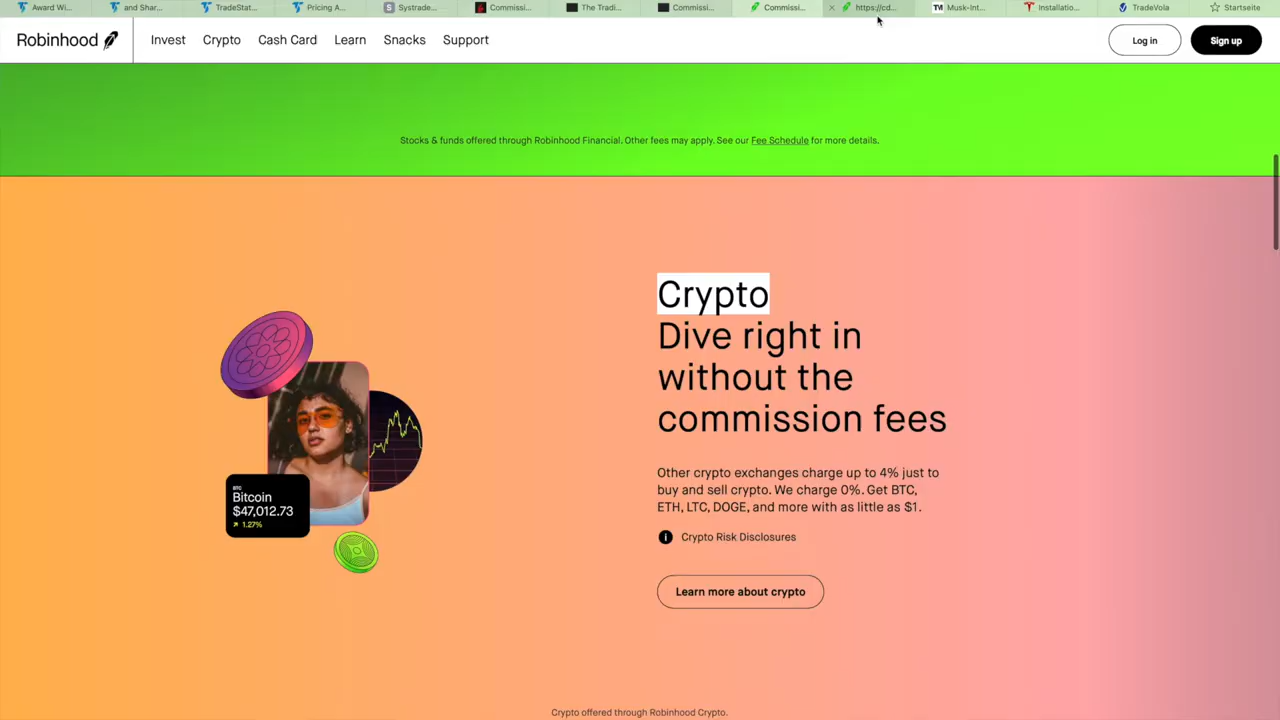 Award Wi...
and Shar...
TradeStat...
Pricing A...
Systrade...
Commissi...
The Tradi...
Commissi...
Commissi...
https://cd...
Musk-Int...
Installatio...
TradeVola
Startseite
Robinhood
Invest
Crypto
Cash Card
Learn
Snacks
Support
Log in
Sign up
Stocks & funds offered through Robinhood Financial. Other fees may apply. See our Fee Schedule for more details.
Crypto
Dive right in
without the
commission fees
Other crypto exchanges charge up to 4% just to
buy and sell crypto. We charge 0%. Get BTC,
ETH, LTC, DOGE, and more with as little as $1.
Crypto Risk Disclosures
Learn more about crypto
BTC
Bitcoin
$47,012.73
1.27%
Crypto offered through Robinhood Crypto.